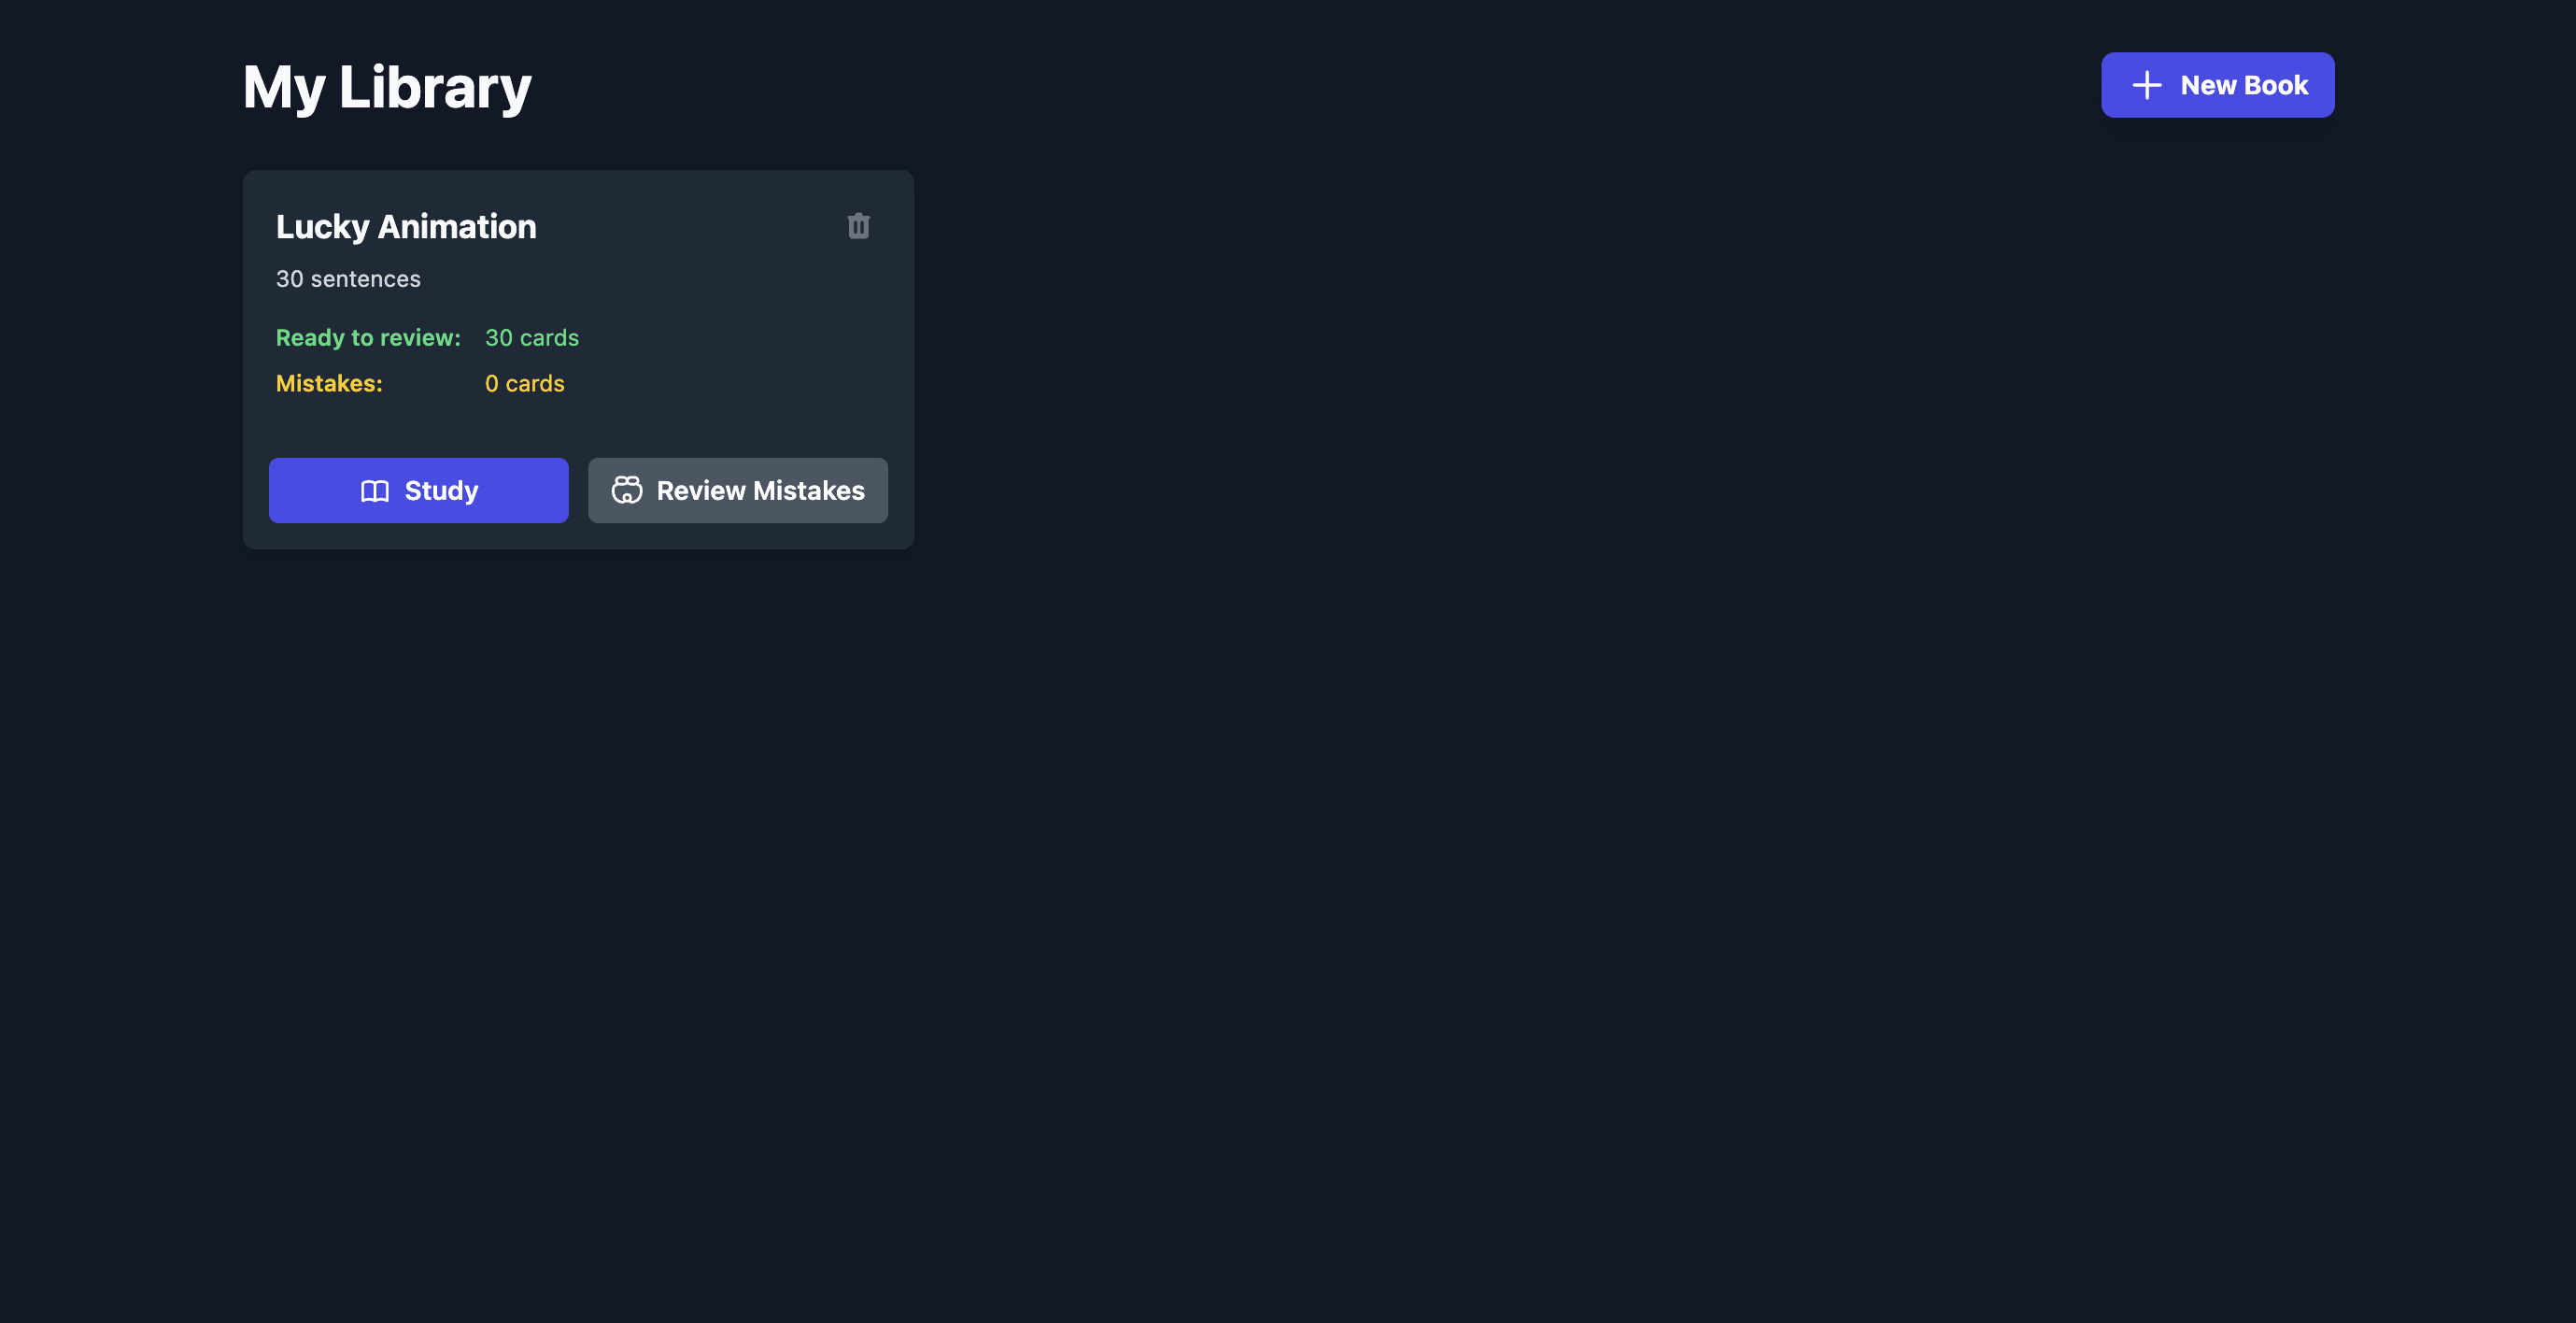 My Library
New Book
Lucky Animation
30 sentences
Ready to review: 30 cards
Mistakes: 0 cards
Study
Review Mistakes